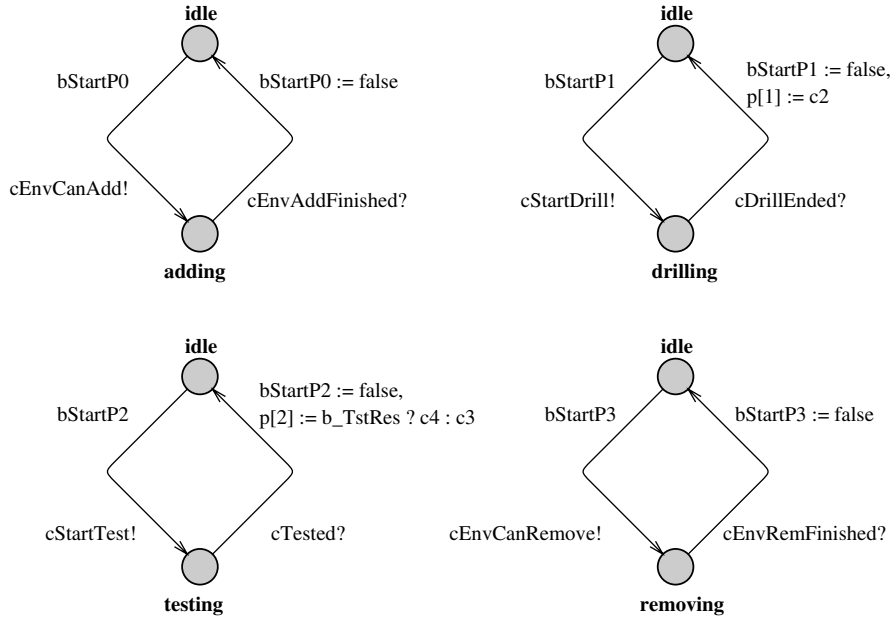 idle
bStartP0
bStartP0 := false
cEnvCanAdd!
cEnvAddFinished?
adding
idle
bStartP1
bStartP1 := false,
p[1] := c2
cStartDrill!
cDrillEnded?
drilling
idle
bStartP2
bStartP2 := false,
p[2] := b_TstRes ? c4 : c3
cStartTest!
cTested?
testing
idle
bStartP3
bStartP3 := false
cEnvCanRemove!
cEnvRemFinished?
removing